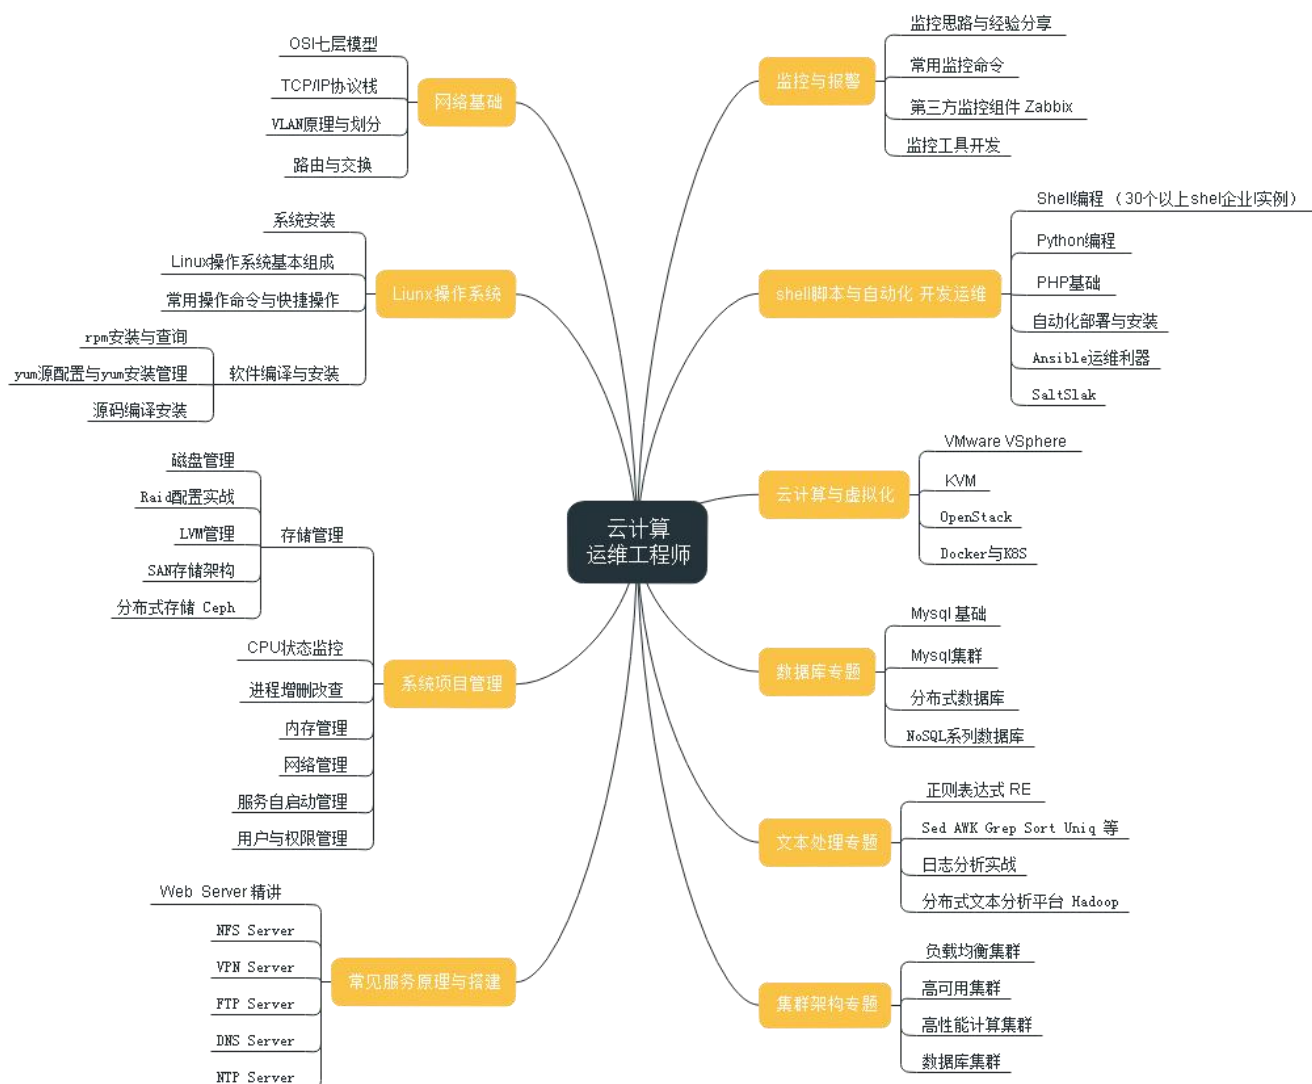 云计算
运维工程师
网络基础
OSI七层模型
TCP/IP协议栈
VLAN原理与划分
路由与交换
Liunx操作系统
系统安装
Linux操作系统基本组成
常用操作命令与快捷操作
软件编译与安装
rpm安装与查询
yum源配置与yum安装管理
源码编译安装
系统项目管理
存储管理
磁盘管理
Raid配置实战
LVM管理
SAN存储架构
分布式存储 Ceph
CPU状态监控
进程增删改查
内存管理
网络管理
服务自启动管理
用户与权限管理
常见服务原理与搭建
Web Server 精讲
NFS Server
VPN Server
FTP Server
DNS Server
NTP Server
监控与报警
监控思路与经验分享
常用监控命令
第三方监控组件 Zabbix
监控工具开发
shell脚本与自动化 开发运维
Shell编程 （30个以上shel企业l实例）
Python编程
PHP基础
自动化部署与安装
Ansible运维利器
SaltSlak
云计算与虚拟化
VMware VSphere
KVM
OpenStack
Docker与K8S
数据库专题
Mysql 基础
Mysql集群
分布式数据库
NoSQL系列数据库
文本处理专题
正则表达式 RE
Sed AWK Grep Sort Uniq 等
日志分析实战
分布式文本分析平台 Hadoop
集群架构专题
负载均衡集群
高可用集群
高性能计算集群
数据库集群